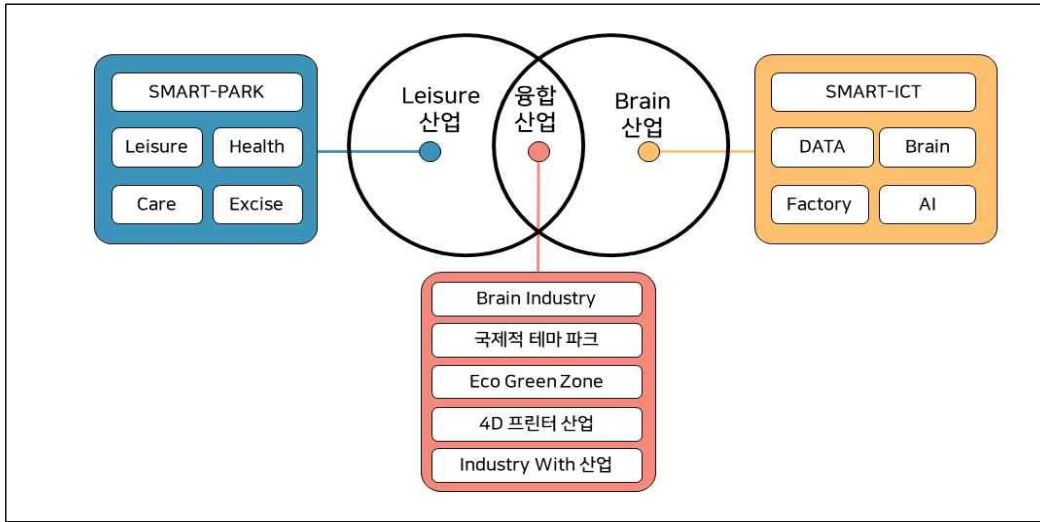 SMART-PARK
Leisure
Health
Care
Excise
Leisure
산업
융합
산업
Brain
산업
SMART-ICT
DATA
Brain
Factory
AI
Brain Industry
국제적 테마 파크
Eco Green Zone
4D 프린터 산업
Industry With 산업